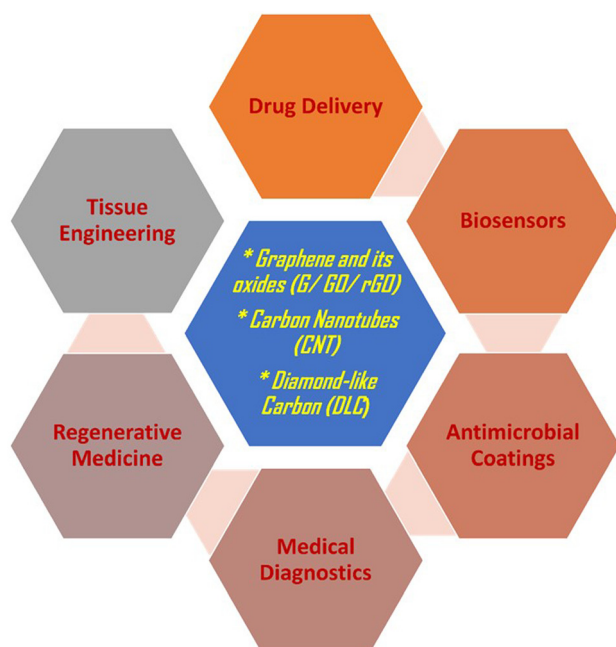 Drug Delivery
Biosensors
Antimicrobial
Coatings
Medical
Diagnostics
Regenerative
Medicine
Tissue
Engineering
* Graphene and its
oxides (G/ GO/ rGO)
* Carbon Nanotubes
(CNT)
* Diamond-like
Carbon (DLC)